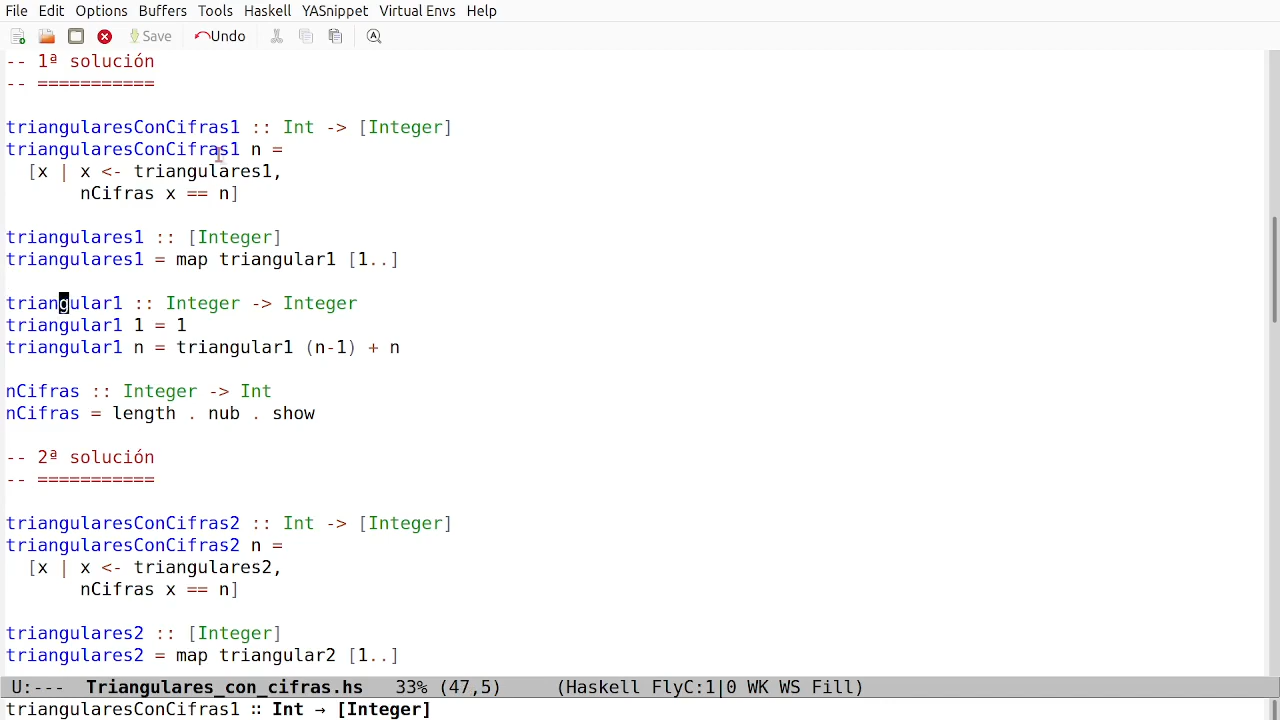 File Edit Options Buffers Tools Haskell YASnippet Virtual Envs Help
Save Undo
-- 1ª solución
-- ===========
triangularesConCifras1 :: Int -> [Integer]
triangularesConCifras1 n =
[x | x <- triangulares1,
nCifras x == n]
triangulares1 :: [Integer]
triangulares1 = map triangular1 [1..]
triangular1 :: Integer -> Integer
triangular1 1 = 1
triangular1 n = triangular1 (n-1) + n
nCifras :: Integer -> Int
nCifras = length . nub . show
-- 2ª solución
-- ===========
triangularesConCifras2 :: Int -> [Integer]
triangularesConCifras2 n =
[x | x <- triangulares2,
nCifras x == n]
triangulares2 :: [Integer]
triangulares2 = map triangular2 [1..]
U:--- Triangulares_con_cifras.hs 33% (47,5) (Haskell FlyC:1|0 WK WS Fill)
triangularesConCifras1 ∷ Int → [Integer]